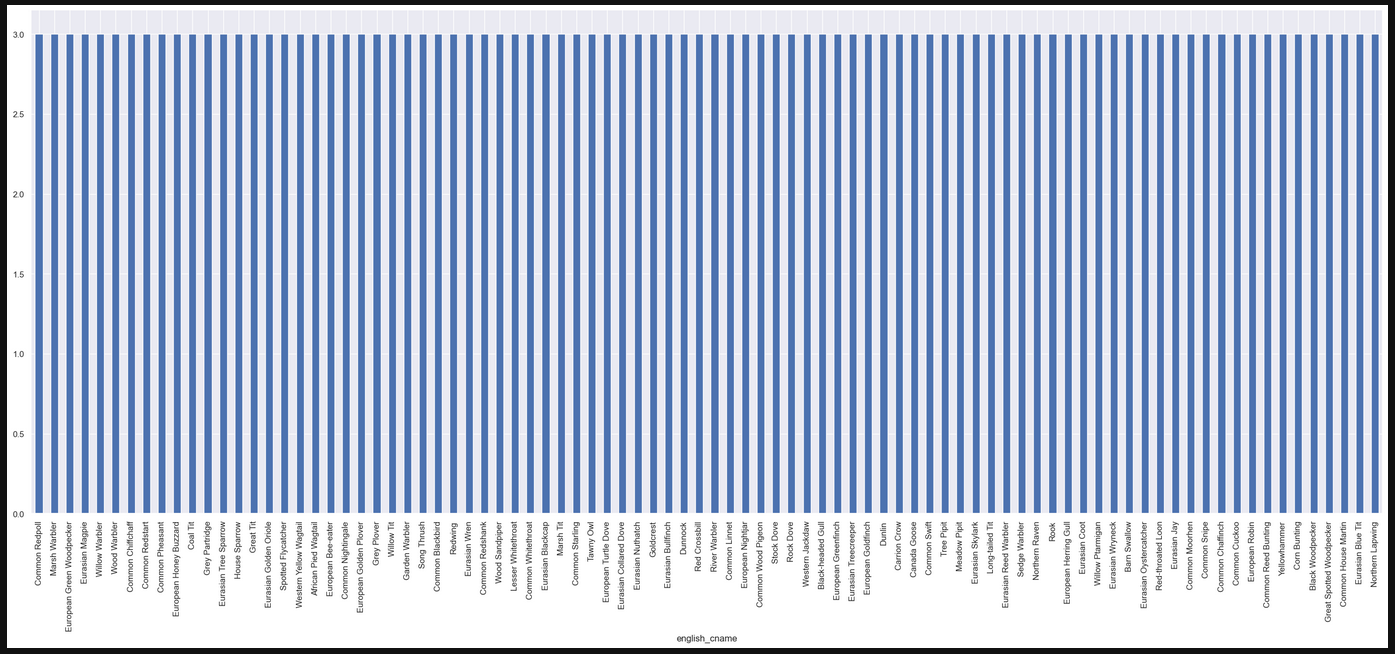 3.0
2.5
2.0
1.5
1.0
0.5
0.0
Common Redpoll
Marsh Warbler
European Green Woodpecker
Eurasian Magpie
Willow Warbler
Wood Warbler
Common Chiffchaff
Common Redstart
Common Pheasant
European Honey Buzzard
Coal Tit
Grey Partridge
Eurasian Tree Sparrow
House Sparrow
Great Tit
Eurasian Golden Oriole
Spotted Flycatcher
Western Yellow Wagtail
African Pied Wagtail
European Bee-eater
Common Nightingale
European Golden Plover
Grey Plover
Willow Tit
Garden Warbler
Song Thrush
Common Blackbird
Redwing
Eurasian Wren
Common Redshank
Wood Sandpiper
Lesser Whitethroat
Common Whitethroat
Eurasian Blackcap
Marsh Tit
Common Starling
Tawny Owl
European Turtle Dove
Eurasian Collared Dove
Eurasian Nuthatch
Goldcrest
Eurasian Bullfinch
Dunnock
Red Crossbill
River Warbler
Common Linnet
European Nightjar
Common Wood Pigeon
Stock Dove
Rock Dove
Western Jackdaw
Black-headed Gull
European Greenfinch
Eurasian Treecreeper
European Goldfinch
Dunlin
Carrion Crow
Canada Goose
Common Swift
Tree Pipit
Meadow Pipit
Eurasian Skylark
Long-tailed Tit
Eurasian Reed Warbler
Sedge Warbler
Northern Raven
Rook
European Herring Gull
Eurasian Coot
Willow Ptarmigan
Eurasian Wryneck
Barn Swallow
Eurasian Oystercatcher
Red-throated Loon
Eurasian Jay
Common Moorhen
Common Snipe
Common Chaffinch
Common Cuckoo
European Robin
Common Reed Bunting
Yellowhammer
Corn Bunting
Black Woodpecker
Great Spotted Woodpecker
Common House Martin
Eurasian Blue Tit
Northern Lapwing
english_cname